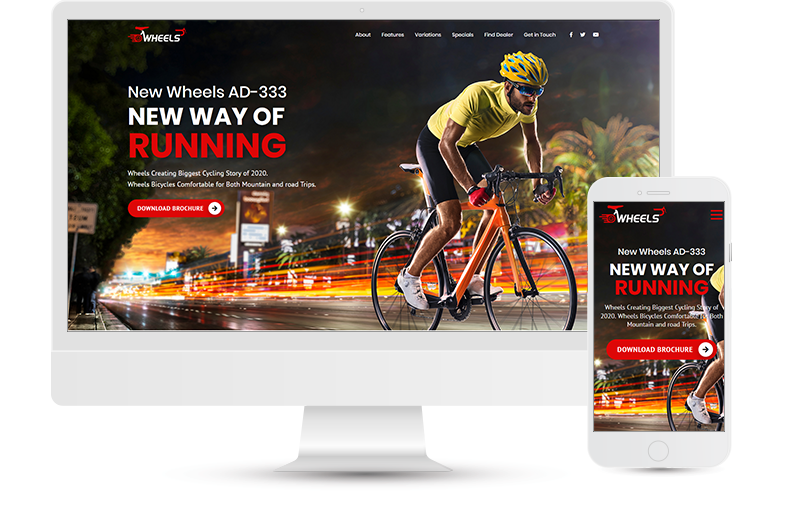 WHEELS
About Features Variations Specials Find Dealer Get in Touch
New Wheels AD-333
NEW WAY OF
RUNNING
Wheels Creating Biggest Cycling Story of 2020.
Wheels Bicycles Comfortable for Both Mountain and road Trips.
DOWNLOAD BROCHURE
WHEELS
New Wheels AD-333
NEW WAY OF
RUNNING
Wheels Creating Biggest Cycling Story of
2020. Wheels Bicycles Comfortable for Both
Mountain and road Trips.
DOWNLOAD BROCHURE